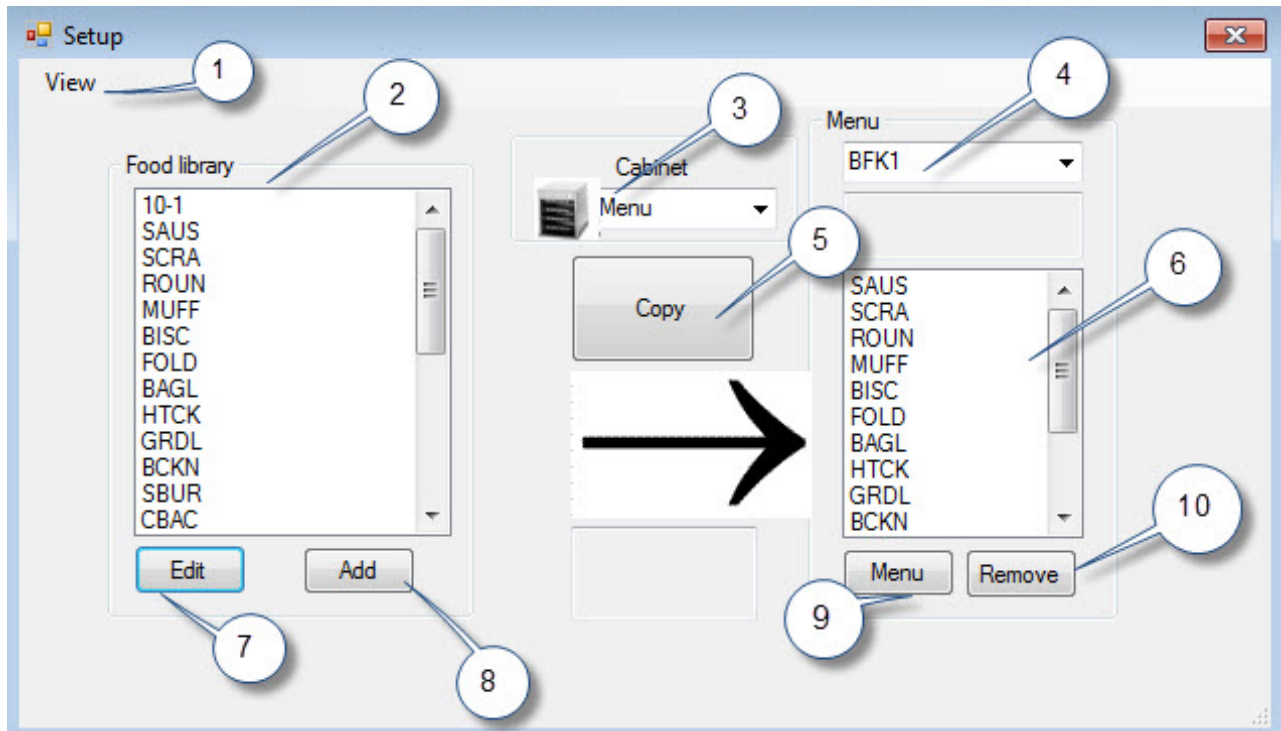 Setup
View
1
2
3
4
Food library
10-1
SAUS
SCRA
ROUN
MUFF
BISC
FOLD
BAGL
HTCK
GRDL
BCKN
SBUR
CBAC
Edit
Add
7
8
Cabinet
Menu
Copy
5
Menu
BFK1
6
SAUS
SCRA
ROUN
MUFF
BISC
FOLD
BAGL
HTCK
GRDL
BCKN
Menu
Remove
9
10